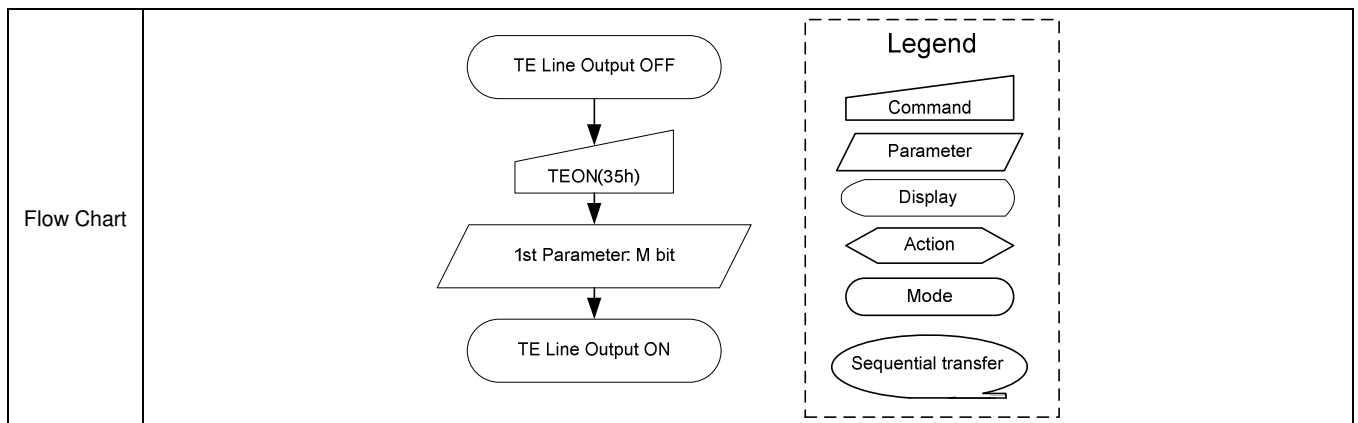 Flow Chart
TE Line Output OFF
TEON(35h)
1st Parameter: M bit
TE Line Output ON
Legend
Command
Parameter
Display
Action
Mode
Sequential transfer